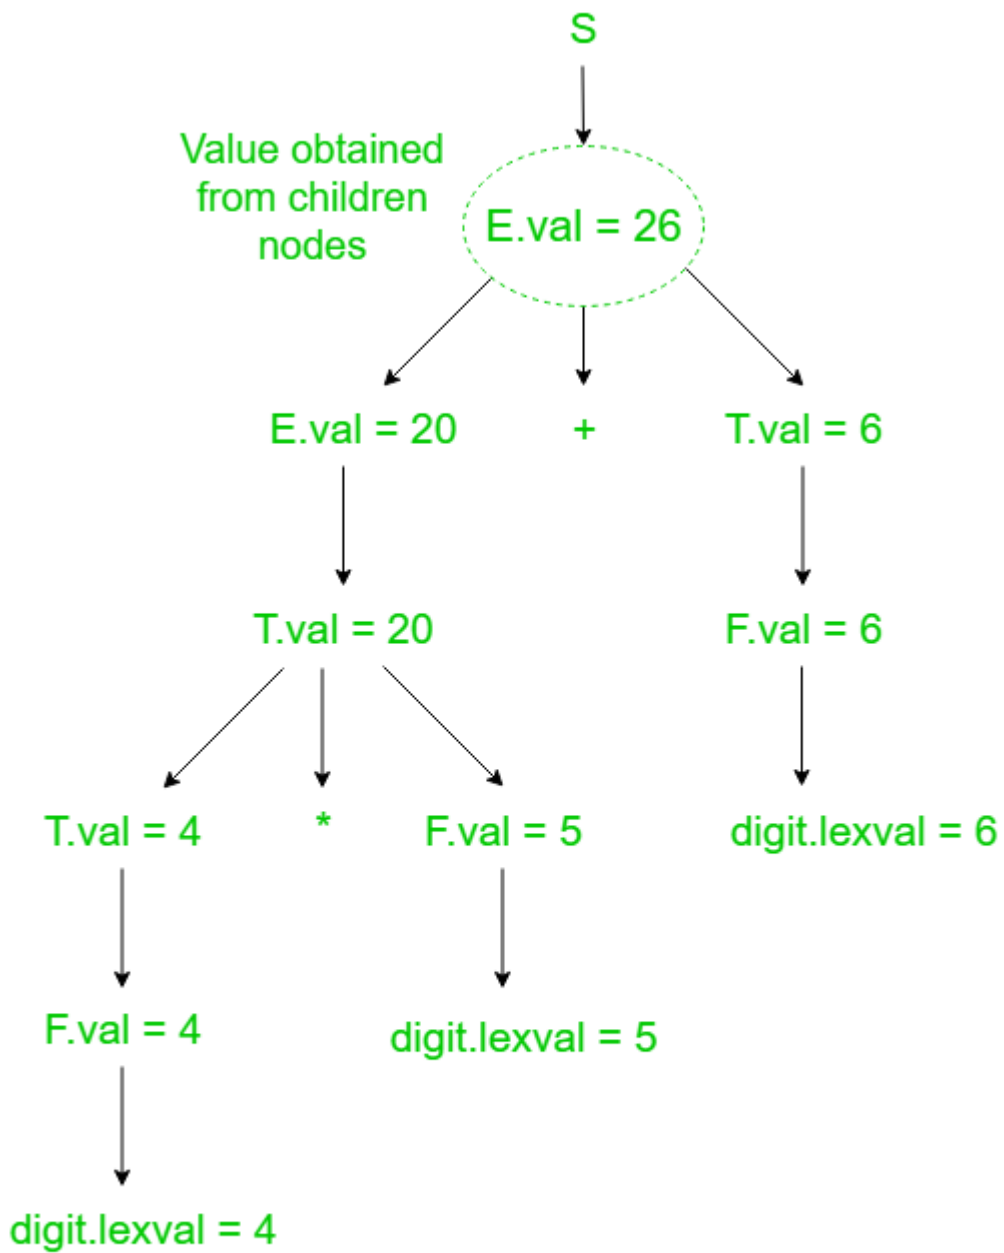 S
Value obtained
from children
nodes
E.val = 26
E.val = 20
+
T.val = 6
T.val = 20
F.val = 6
T.val = 4
*
F.val = 5
digit.lexval = 6
F.val = 4
digit.lexval = 5
digit.lexval = 4